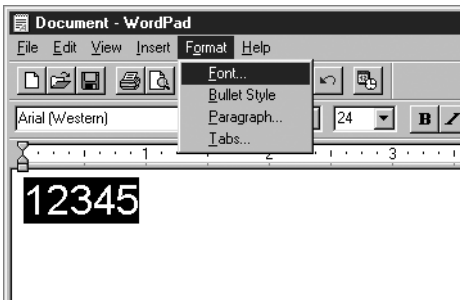 Document - WordPad
File Edit View Insert Format Help
Font...
Bullet Style
Paragraph...
Tabs...
Arial (Western) 24 B I
1 2 3
12345